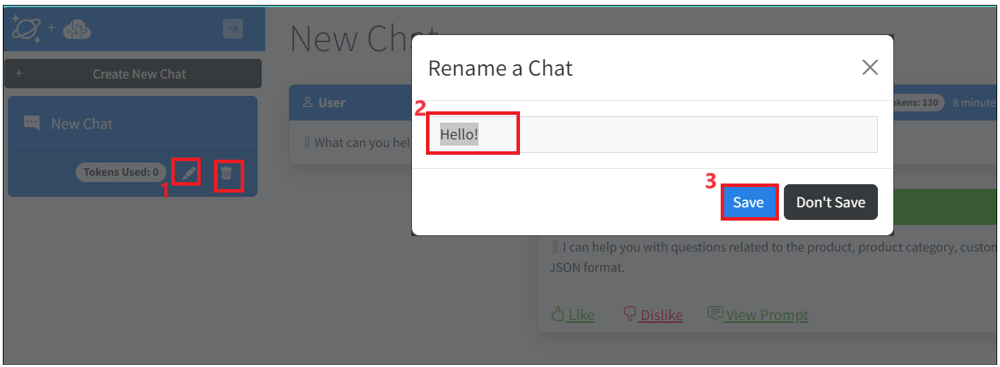 +
Create New Chat
New Chat
Tokens Used: 0
1
New Chat
User
Tokens: 130
8 minute
What can you hel
Rename a Chat
2
Hello!
3
Save
Don't Save
I can help you with questions related to the product, product category, custom
JSON format.
Like
Dislike
View Prompt